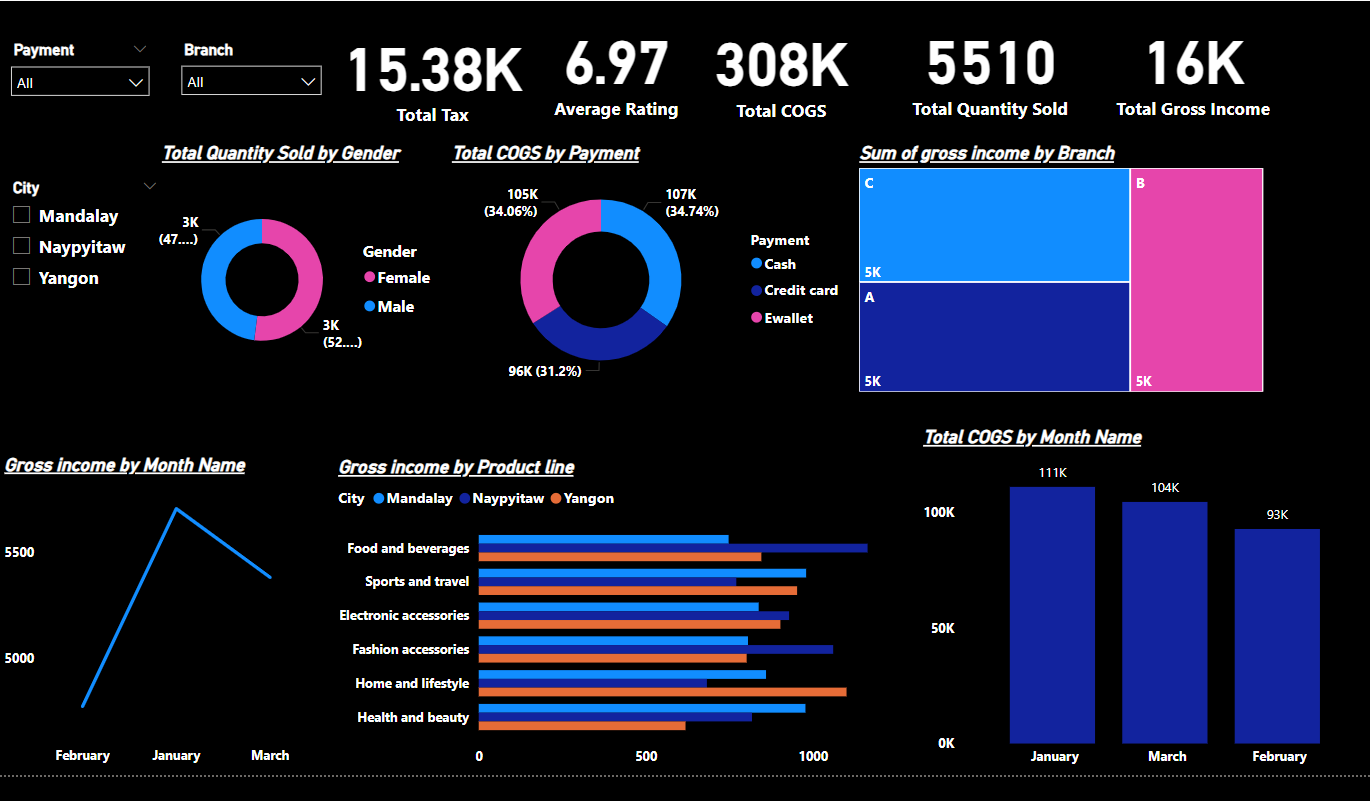 Payment
All
Branch
All
15.38K
Total Tax
6.97
Average Rating
308K
Total COGS
5510
Total Quantity Sold
16K
Total Gross Income
City
Mandalay
Naypyitaw
Yangon
Total Quantity Sold by Gender
3K
(47....)
3K
(52....)
Gender
Female
Male
Total COGS by Payment
105K
(34.06%)
107K
(34.74%)
96K (31.2%)
Payment
Cash
Credit card
Ewallet
Sum of gross income by Branch
C
5K
A
5K
B
5K
Gross income by Month Name
5500
5000
February
January
March
Gross income by Product line
City Mandalay Naypyitaw Yangon
Food and beverages
Sports and travel
Electronic accessories
Fashion accessories
Home and lifestyle
Health and beauty
0
500
1000
Total COGS by Month Name
111K
104K
93K
100K
50K
0K
January
March
February